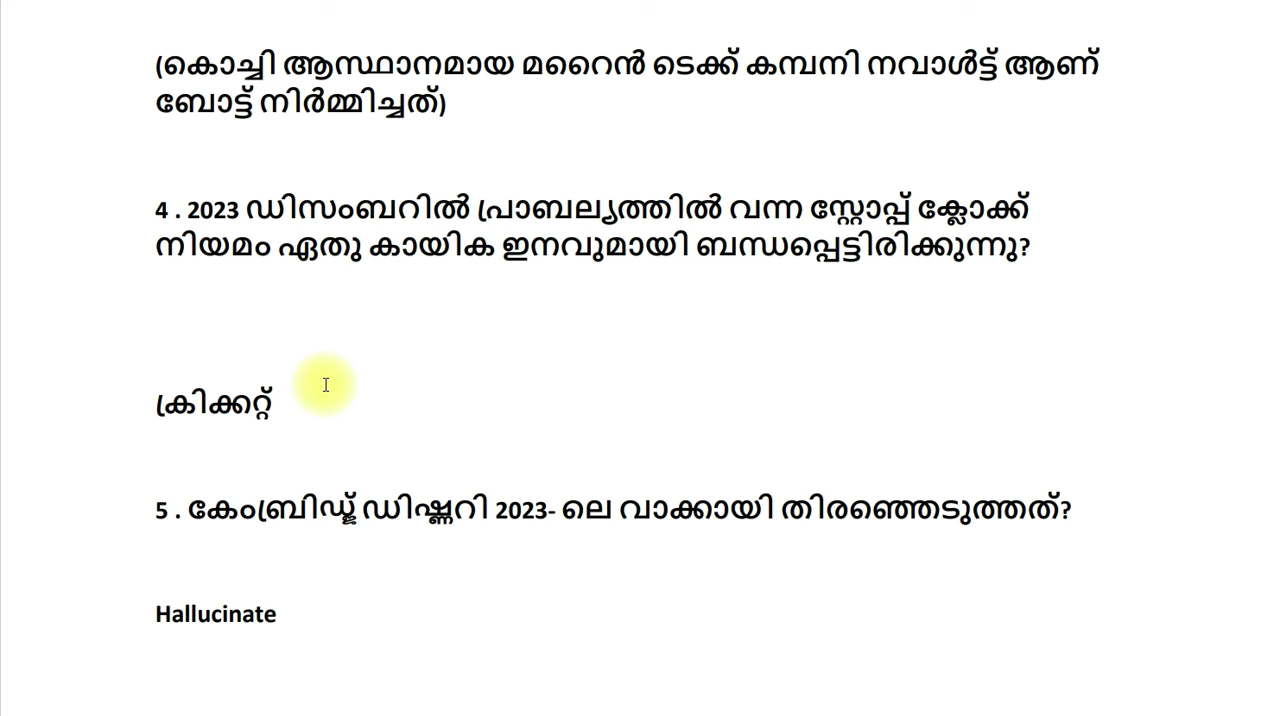 (കൊച്ചി ആസ്ഥാനമായ മറൈൻ ടെക്ക് കമ്പനി നവാൾട്ട് ആണ്
ബോട്ട് നിർമ്മിച്ചത്)
4 . 2023 ഡിസംബറിൽ പ്രാബല്യത്തിൽ വന്ന സ്റ്റോപ്പ് ക്ലോക്ക്
നിയമം ഏതു കായിക ഇനവുമായി ബന്ധപ്പെട്ടിരിക്കുന്നു?
ക്രിക്കറ്റ്
5 . കേംബ്രിഡ്ജ് ഡിഷ്ണറി 2023- ലെ വാക്കായി തിരഞ്ഞെടുത്തത്?
Hallucinate